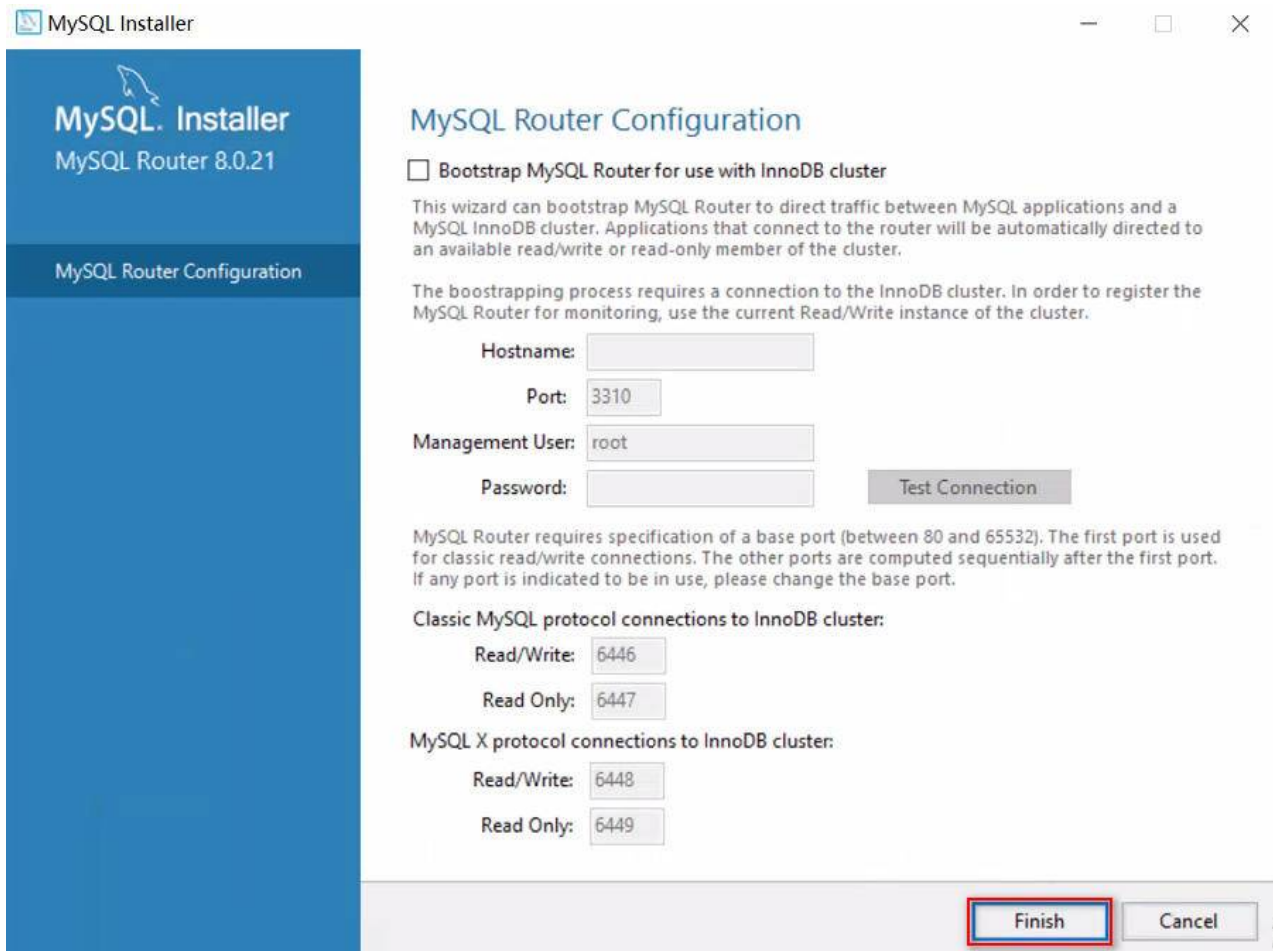 MySQL Installer
MySQL. Installer
MySQL Router 8.0.21
MySQL Router Configuration
MySQL Router Configuration
Bootstrap MySQL Router for use with InnoDB cluster
This wizard can bootstrap MySQL Router to direct traffic between MySQL applications and a
MySQL InnoDB cluster. Applications that connect to the router will be automatically directed to
an available read/write or read-only member of the cluster.
The boostrapping process requires a connection to the InnoDB cluster. In order to register the
MySQL Router for monitoring, use the current Read/Write instance of the cluster.
Hostname:
Port: 3310
Management User: root
Password: Test Connection
MySQL Router requires specification of a base port (between 80 and 65532). The first port is used
for classic read/write connections. The other ports are computed sequentially after the first port.
If any port is indicated to be in use, please change the base port.
Classic MySQL protocol connections to InnoDB cluster:
Read/Write: 6446
Read Only: 6447
MySQL X protocol connections to InnoDB cluster:
Read/Write: 6448
Read Only: 6449
Finish Cancel